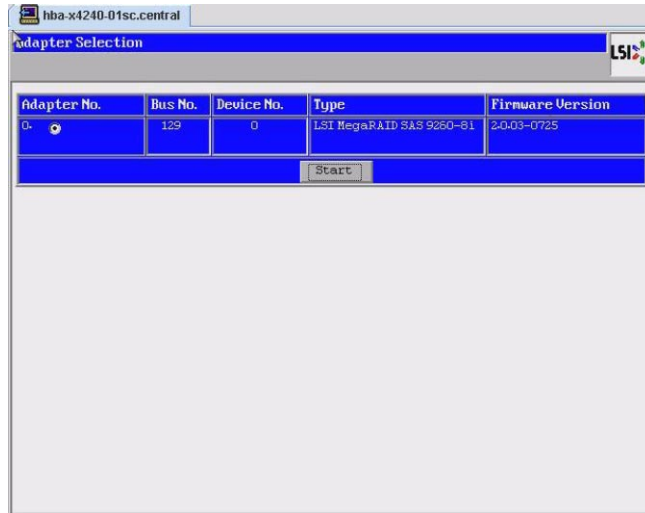 hba-x4240-01sc.central
Adapter Selection
LSI
Adapter No. Bus No. Device No. Type Firmware Version
0. 129 0 LSI MegaRAID SAS 9260-8i 2.0.03-0725
Start